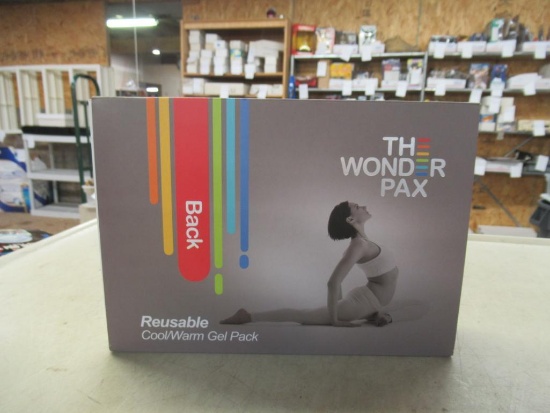 THE
WONDER
PAX
Back
Reusable
Cool/Warm Gel Pack